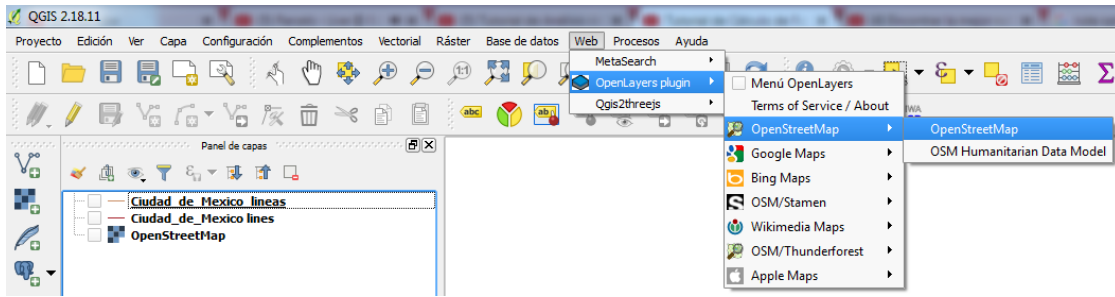 QGIS 2.18.11
Proyecto Edición Ver Capa Configuración Complementos Vectorial Ráster Base de datos Web Procesos Ayuda
MetaSearch
OpenLayers plugin
Qgis2threejs
Menú OpenLayers
Terms of Service / About
OpenStreetMap
Google Maps
Bing Maps
OSM/Stamen
Wikimedia Maps
OSM/Thunderforest
Apple Maps
OpenStreetMap
OSM Humanitarian Data Model
1:1
abc
Panel de capas
Ciudad_de_Mexico_lineas
Ciudad_de_Mexico lines
OpenStreetMap